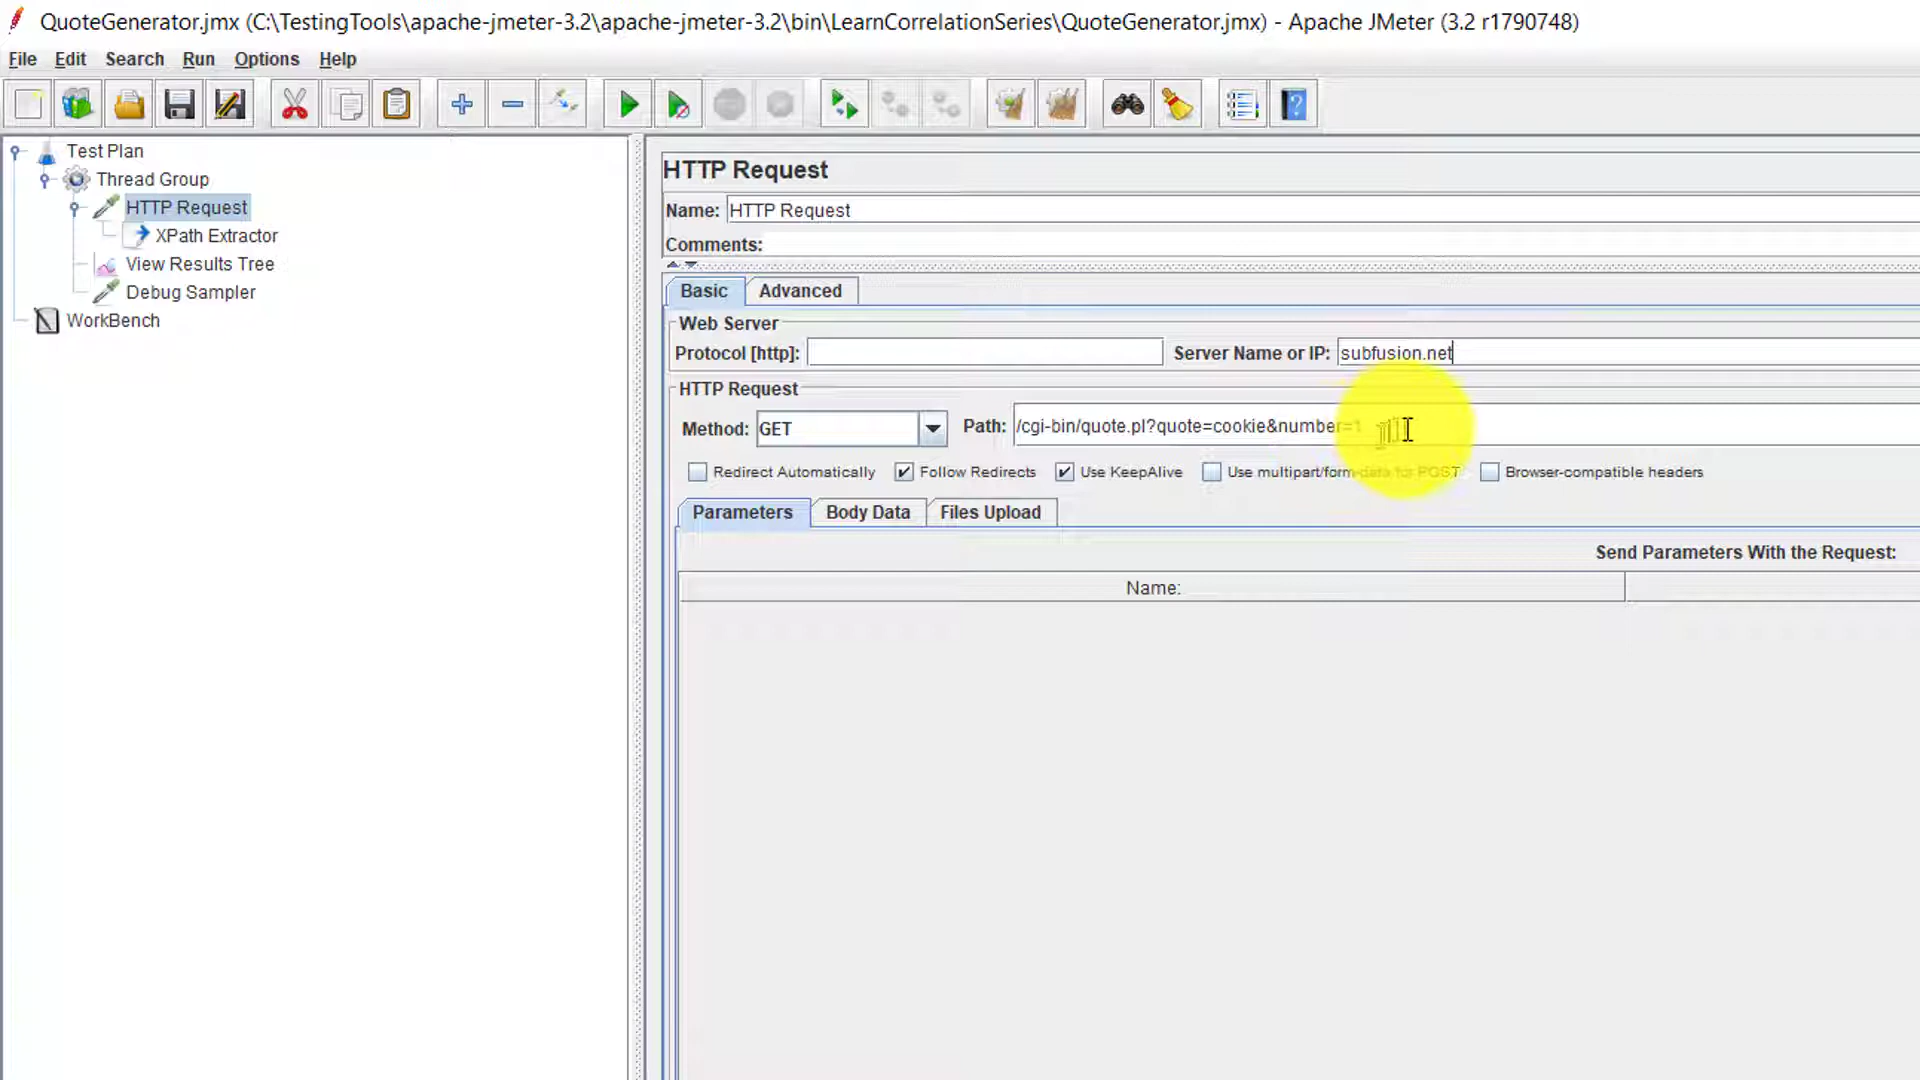 QuoteGenerator.jmx (C:\TestingTools\apache-jmeter-3.2\apache-jmeter-3.2\bin\LearnCorrelationSeries\QuoteGenerator.jmx) - Apache JMeter (3.2 r1790748)
File Edit Search Run Options Help
Test Plan
Thread Group
HTTP Request
XPath Extractor
View Results Tree
Debug Sampler
WorkBench
HTTP Request
Name: HTTP Request
Comments:
Basic Advanced
Web Server
Protocol [http]: Server Name or IP: subfusion.net
HTTP Request
Method: GET Path: /cgi-bin/quote.pl?quote=cookie&number=1
Redirect Automatically Follow Redirects Use KeepAlive Use multipart/form-data for POST Browser-compatible headers
Parameters Body Data Files Upload
Send Parameters With the Request:
Name: